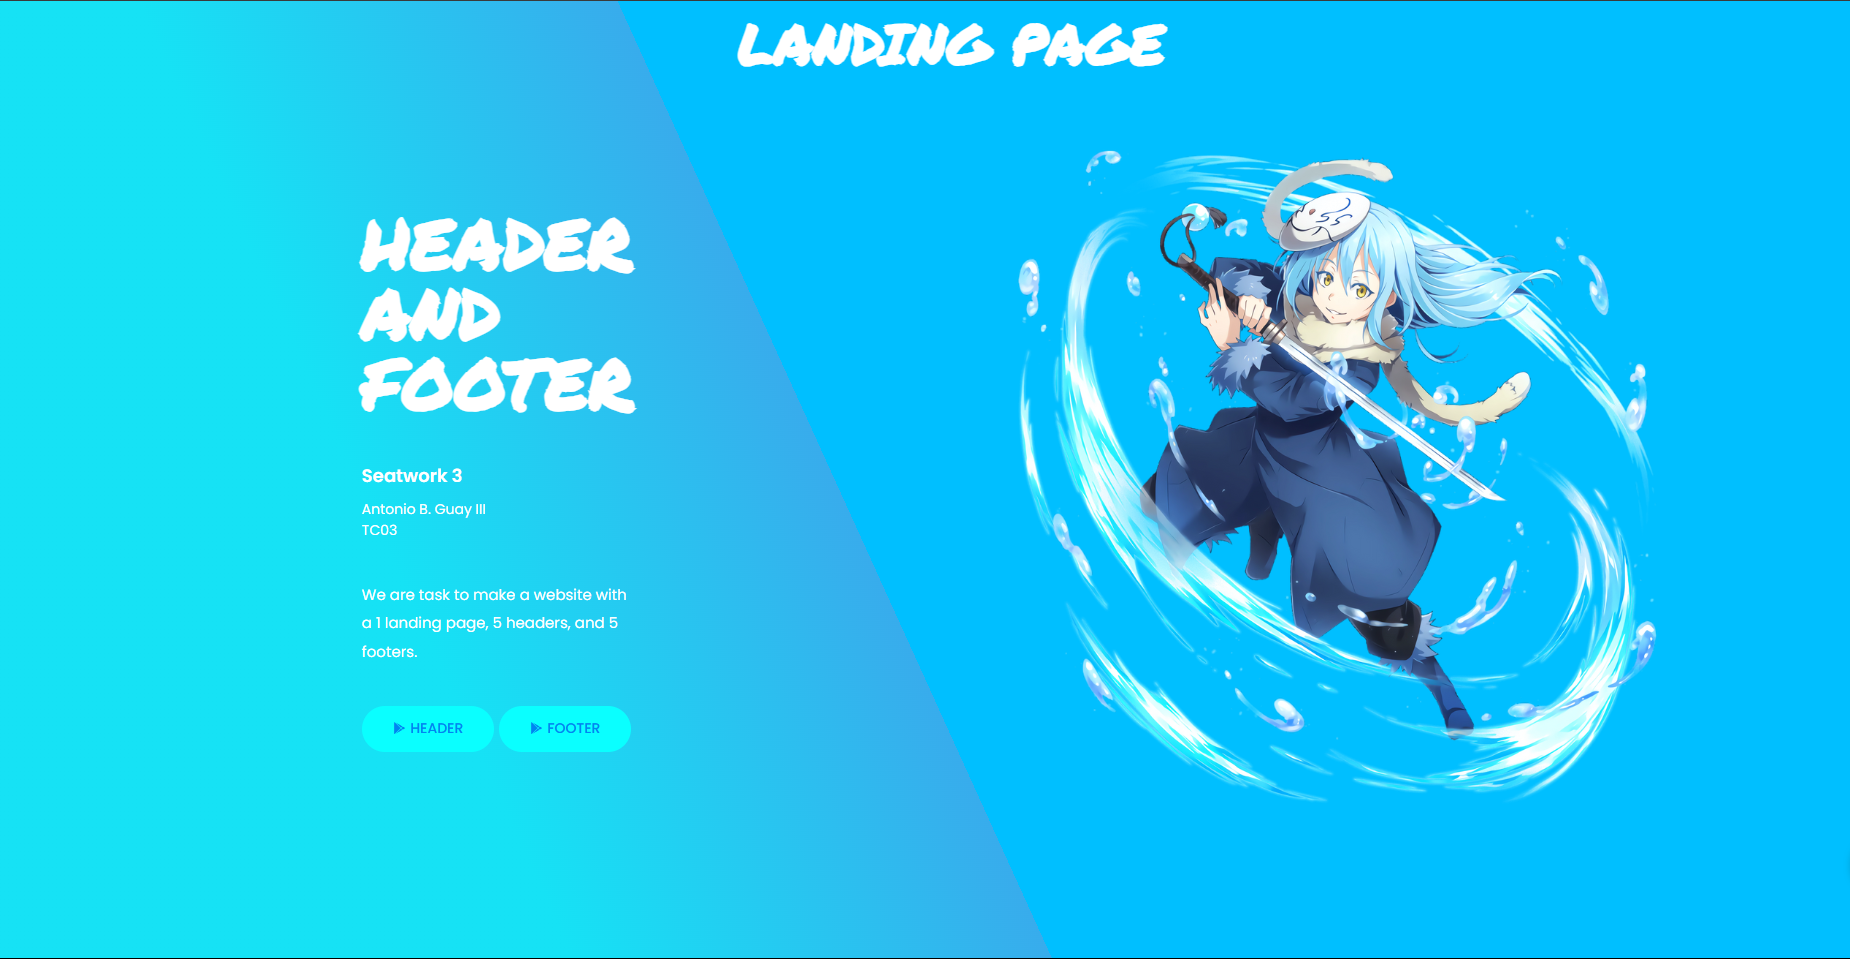 LANDING PAGE
HEADER
AND
FOOTER
Seatwork 3
Antonio B. Guay III
TC03
We are task to make a website with
a 1 landing page, 5 headers, and 5
footers.
HEADER
FOOTER